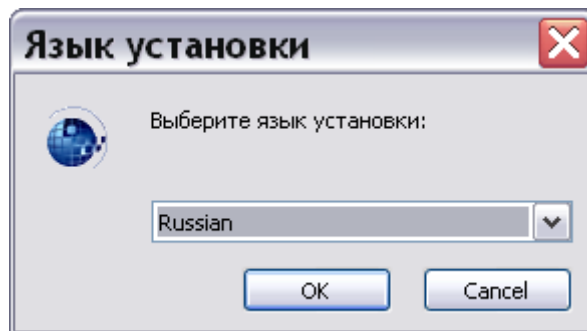 Язык установки
Выберите язык установки:
Russian
OK
Cancel